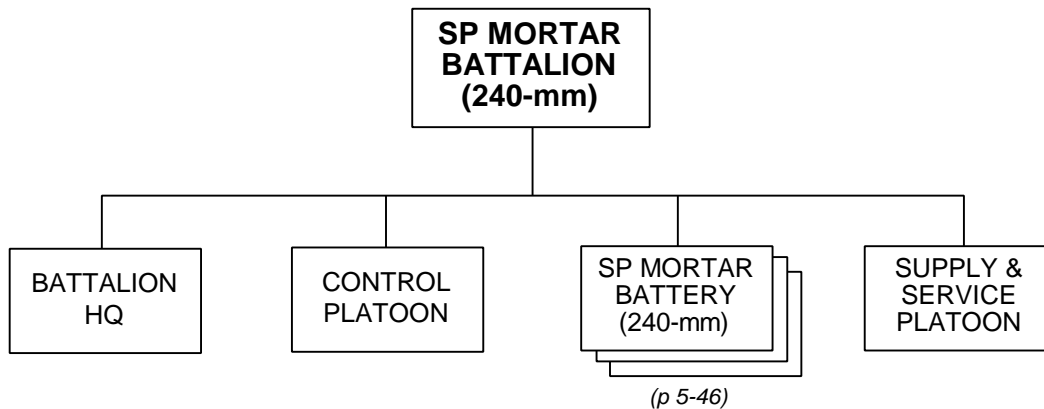 SP MORTAR
BATTALION
(240-mm)
BATTALION
HQ
CONTROL
PLATOON
SP MORTAR
BATTERY
(240-mm)
SUPPLY &
SERVICE
PLATOON
(p 5-46)